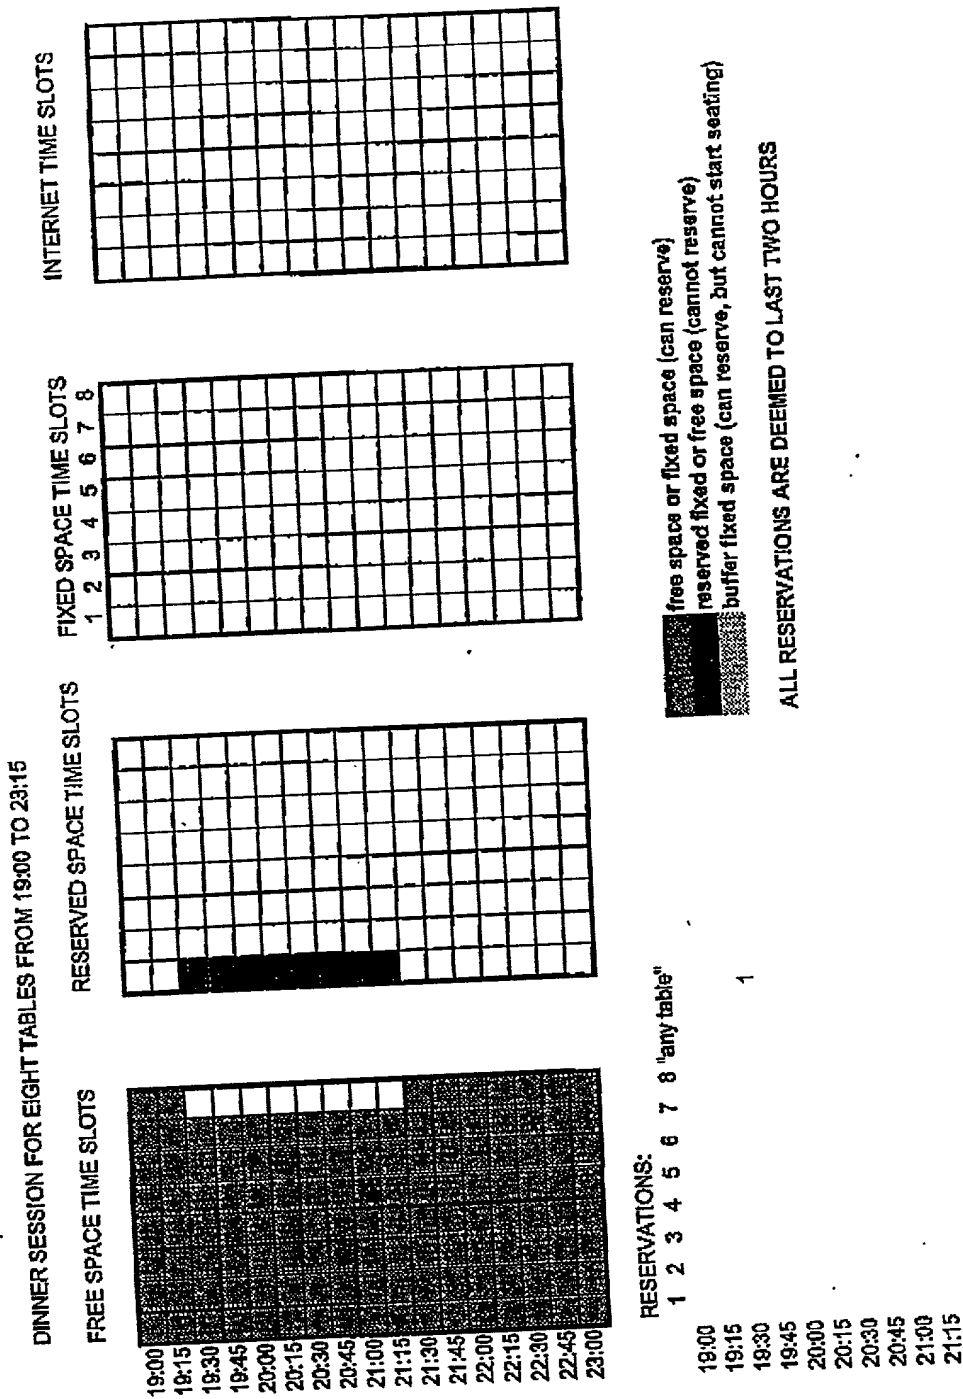 DINNER SESSION FOR EIGHT TABLES FROM 19:00 TO 23:15
FREE SPACE TIME SLOTS
RESERVED SPACE TIME SLOTS
FIXED SPACE TIME SLOTS
INTERNET TIME SLOTS
1 2 3 4 5 6 7 8
19:00
19:15
19:30
19:45
20:00
20:15
20:30
20:45
21:00
21:15
21:30
21:45
22:00
22:15
22:30
22:45
23:00
RESERVATIONS:
1 2 3 4 5 6 7 8 "any table"
19:00
19:15
19:30 1
19:45
20:00
20:15
20:30
20:45
21:00
21:15
free space or fixed space (can reserve)
reserved fixed or free space (cannot reserve)
buffer fixed space (can reserve, but cannot start seating)
ALL RESERVATIONS ARE DEEMED TO LAST TWO HOURS